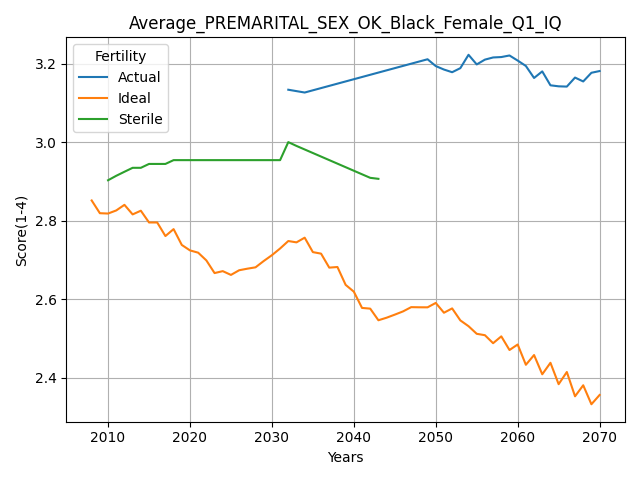 Average_PREMARITAL_SEX_OK_Black_Female_Q1_IQ
Fertility
Actual
Ideal
Sterile
Score(1-4)
3.2
3.0
2.8
2.6
2.4
2010 2020 2030 2040 2050 2060 2070
Years